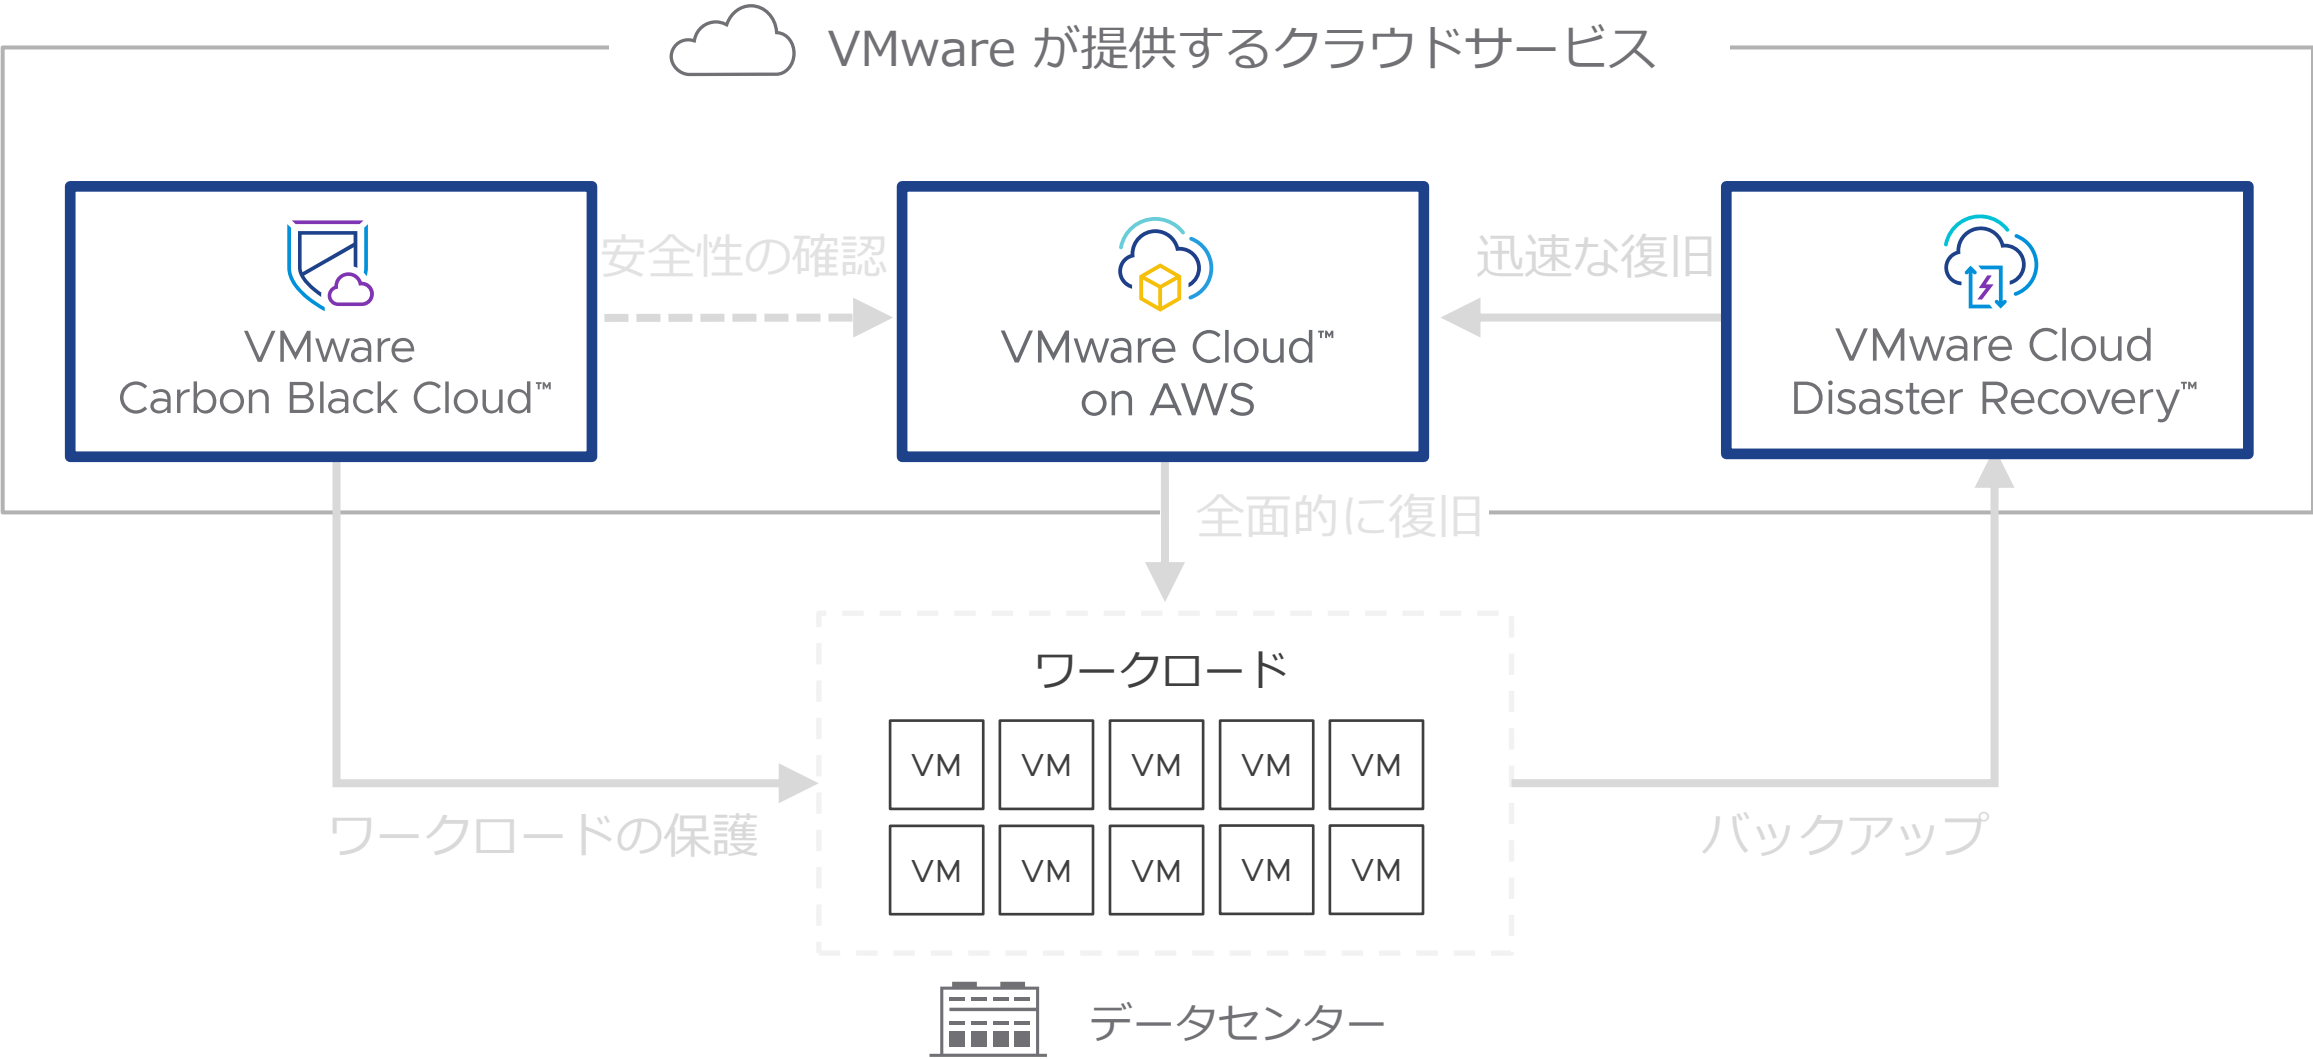 VMware が提供するクラウドサービス
安全性の確認
迅速な復旧
VMware
Carbon Black Cloud™
VMware Cloud™
on AWS
VMware Cloud
Disaster Recovery™
全面的に復旧
ワークロード
VM VM VM VM VM
VM VM VM VM VM
ワークロードの保護
バックアップ
データセンター